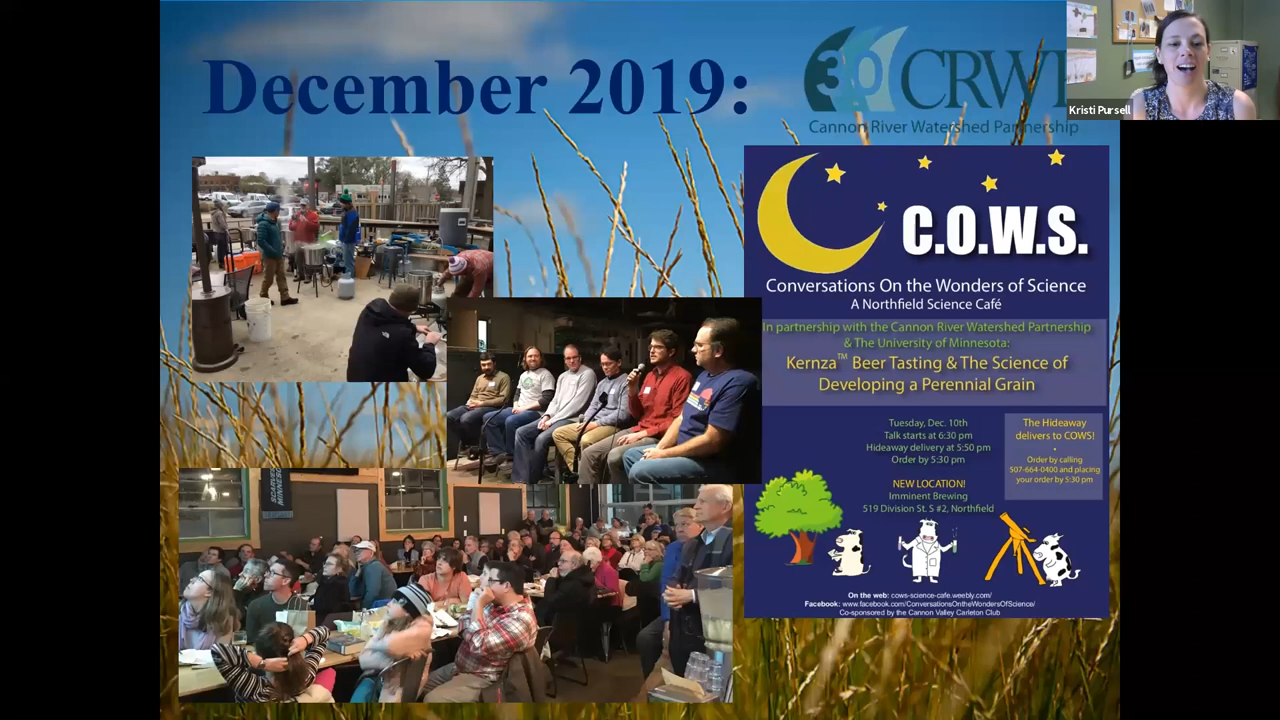 December 2019:
30 CRWP
Cannon River Watershed Partnership
Kristi Pursell
C.O.W.S.
Conversations On the Wonders of Science
A Northfield Science Café
In partnership with the Cannon River Watershed Partnership
& The University of Minnesota:
Kernza™ Beer Tasting & The Science of
Developing a Perennial Grain
Tuesday, Dec. 10th
Talk starts at 6:30 pm
Hideaway delivery at 5:50 pm
Order by 5:30 pm
NEW LOCATION!
Imminent Brewing
519 Division St. S #2, Northfield
The Hideaway
delivers to COWS!
•
Order by calling
507-664-0400 and placing
your order by 5:30 pm
On the web: cows-science-cafe.weebly.com/
Facebook: www.facebook.com/ConversationsOntheWondersOfScience/
Co-sponsored by the Cannon Valley Carleton Club